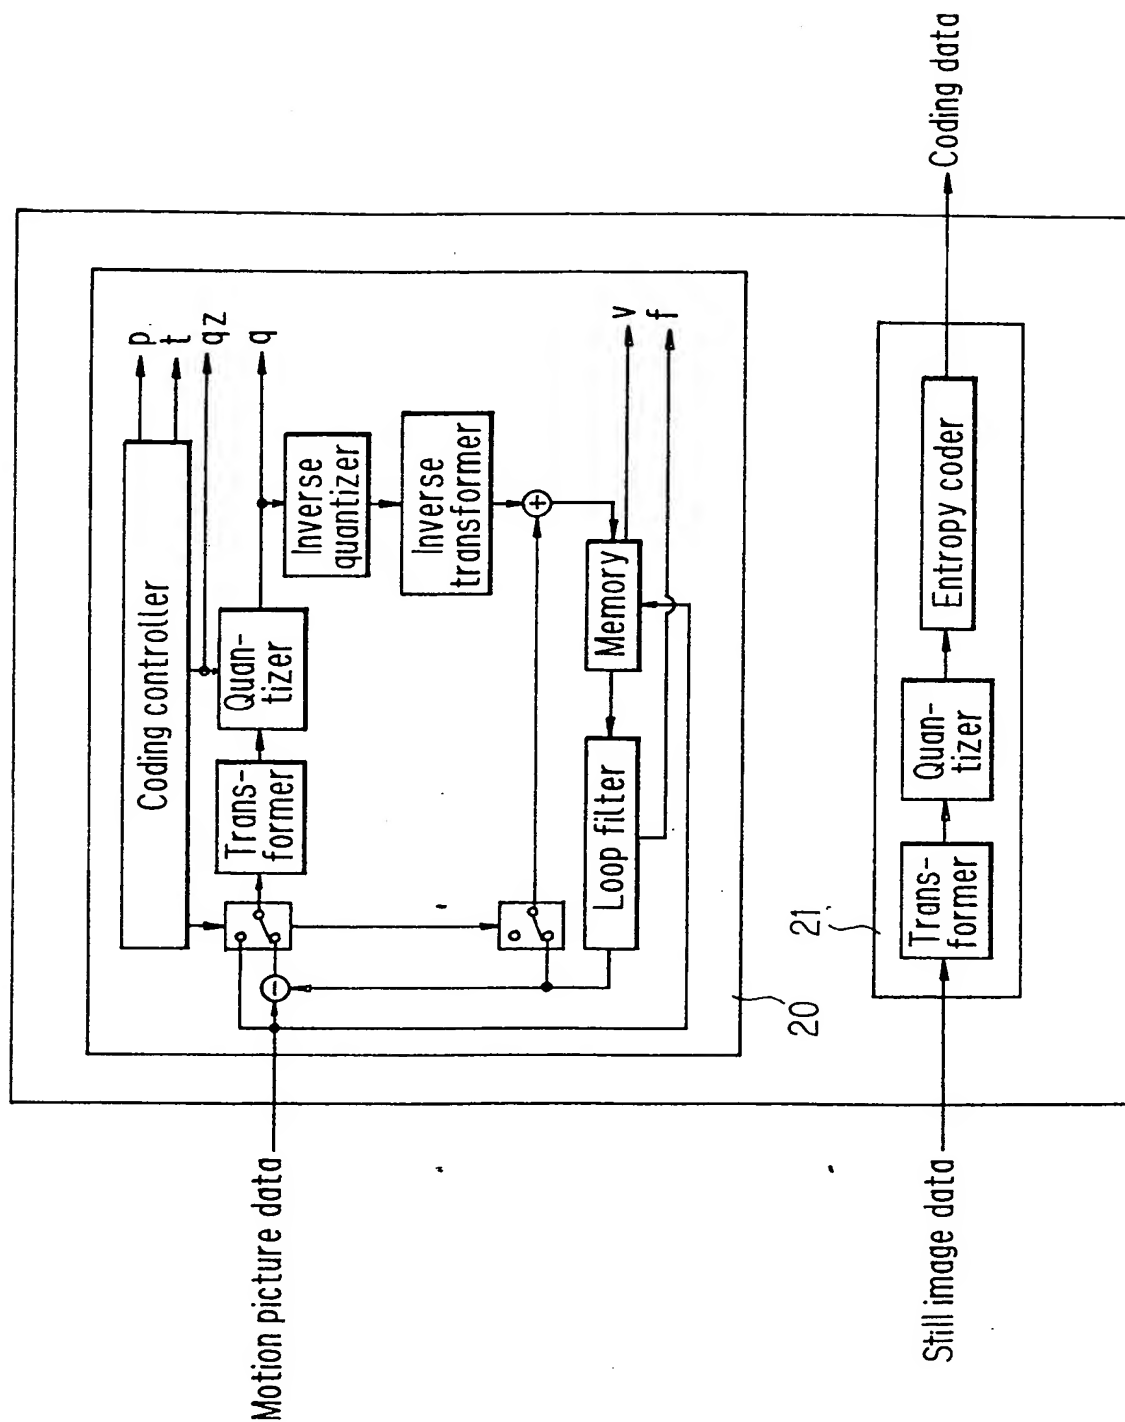 Coding controller
p
t
qz
q
Trans-
former
Quan-
tizer
Inverse
quantizer
Inverse
transformer
-
+
Memory
Loop filter
v
f
20
Motion picture data
21
Trans-
former
Quan-
tizer
Entropy coder
Still image data
Coding data